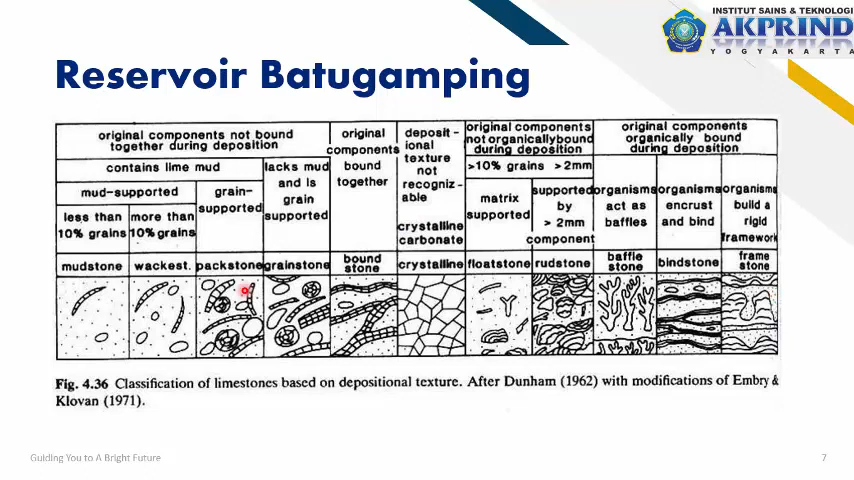 INSTITUT SAINS & TEKNOLOGI
AKPRIND
YOGYAKARTA
Reservoir Batugamping
original components not bound
together during deposition
contains lime mud
mud-supported
less than
10% grains
more than
10% grains
grain-
supported
lacks mud
and is
grain
supported
original
components
bound
together
deposit-
ional
texture
not
recogniz-
able
crystalline
carbonate
original components
not organically bound
during deposition
>10% grains >2mm
matrix
supported
supported
by
> 2mm
component
original components
organically bound
during deposition
organisms
act as
baffles
organisms
encrust
and bind
organisms
build a
rigid
framework
mudstone
wackest.
packstone
grainstone
bound
stone
crystalline
floatstone
rudstone
baffle
stone
bindstone
frame
stone
Fig. 4.36 Classification of limestones based on depositional texture. After Dunham (1962) with modifications of Embry &
Klovan (1971).
Guiding You to A Bright Future
7